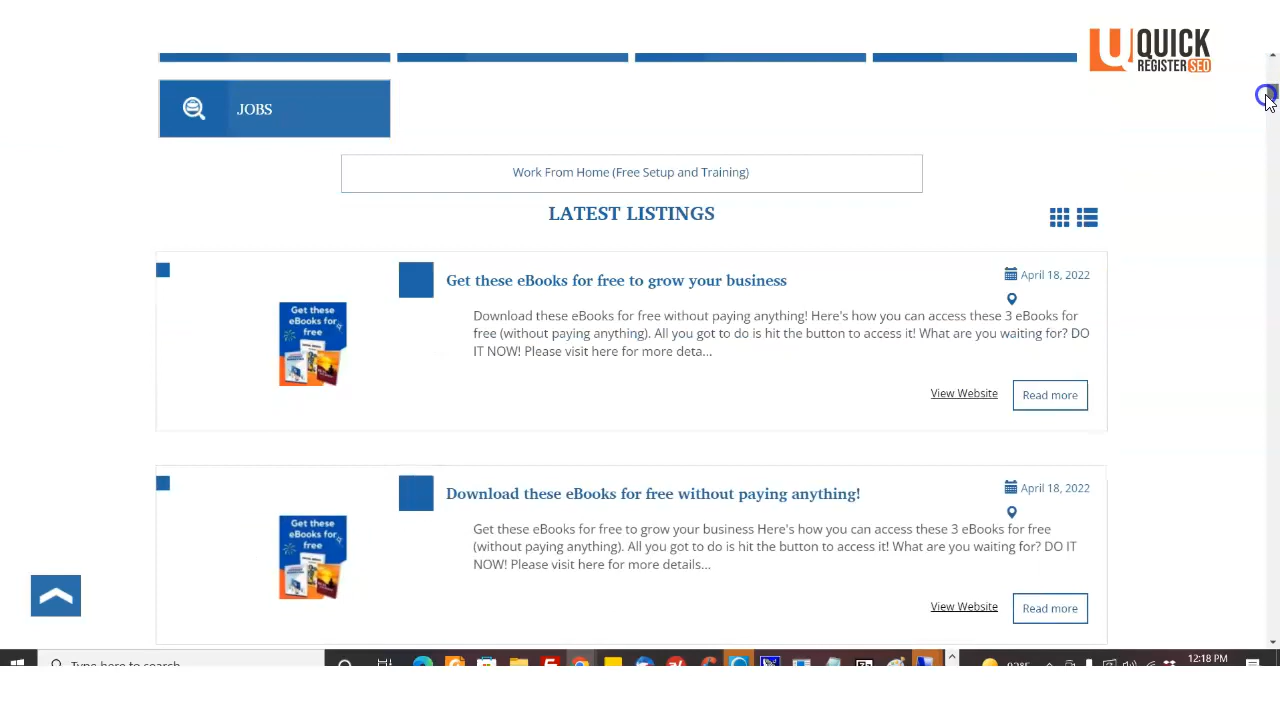 QUICK
REGISTER SEO
JOBS
Work From Home (Free Setup and Training)
LATEST LISTINGS
Get these
eBooks for
free
Get these eBooks for free to grow your business
April 18, 2022
Download these eBooks for free without paying anything! Here's how you can access these 3 eBooks for
free (without paying anything). All you got to do is hit the button to access it! What are you waiting for? DO
IT NOW! Please visit here for more deta...
View Website
Read more
Get these
eBooks for
free
Download these eBooks for free without paying anything!
April 18, 2022
Get these eBooks for free to grow your business Here's how you can access these 3 eBooks for free
(without paying anything). All you got to do is hit the button to access it! What are you waiting for? DO IT
NOW! Please visit here for more details...
View Website
Read more
Type here to search
12:18 PM